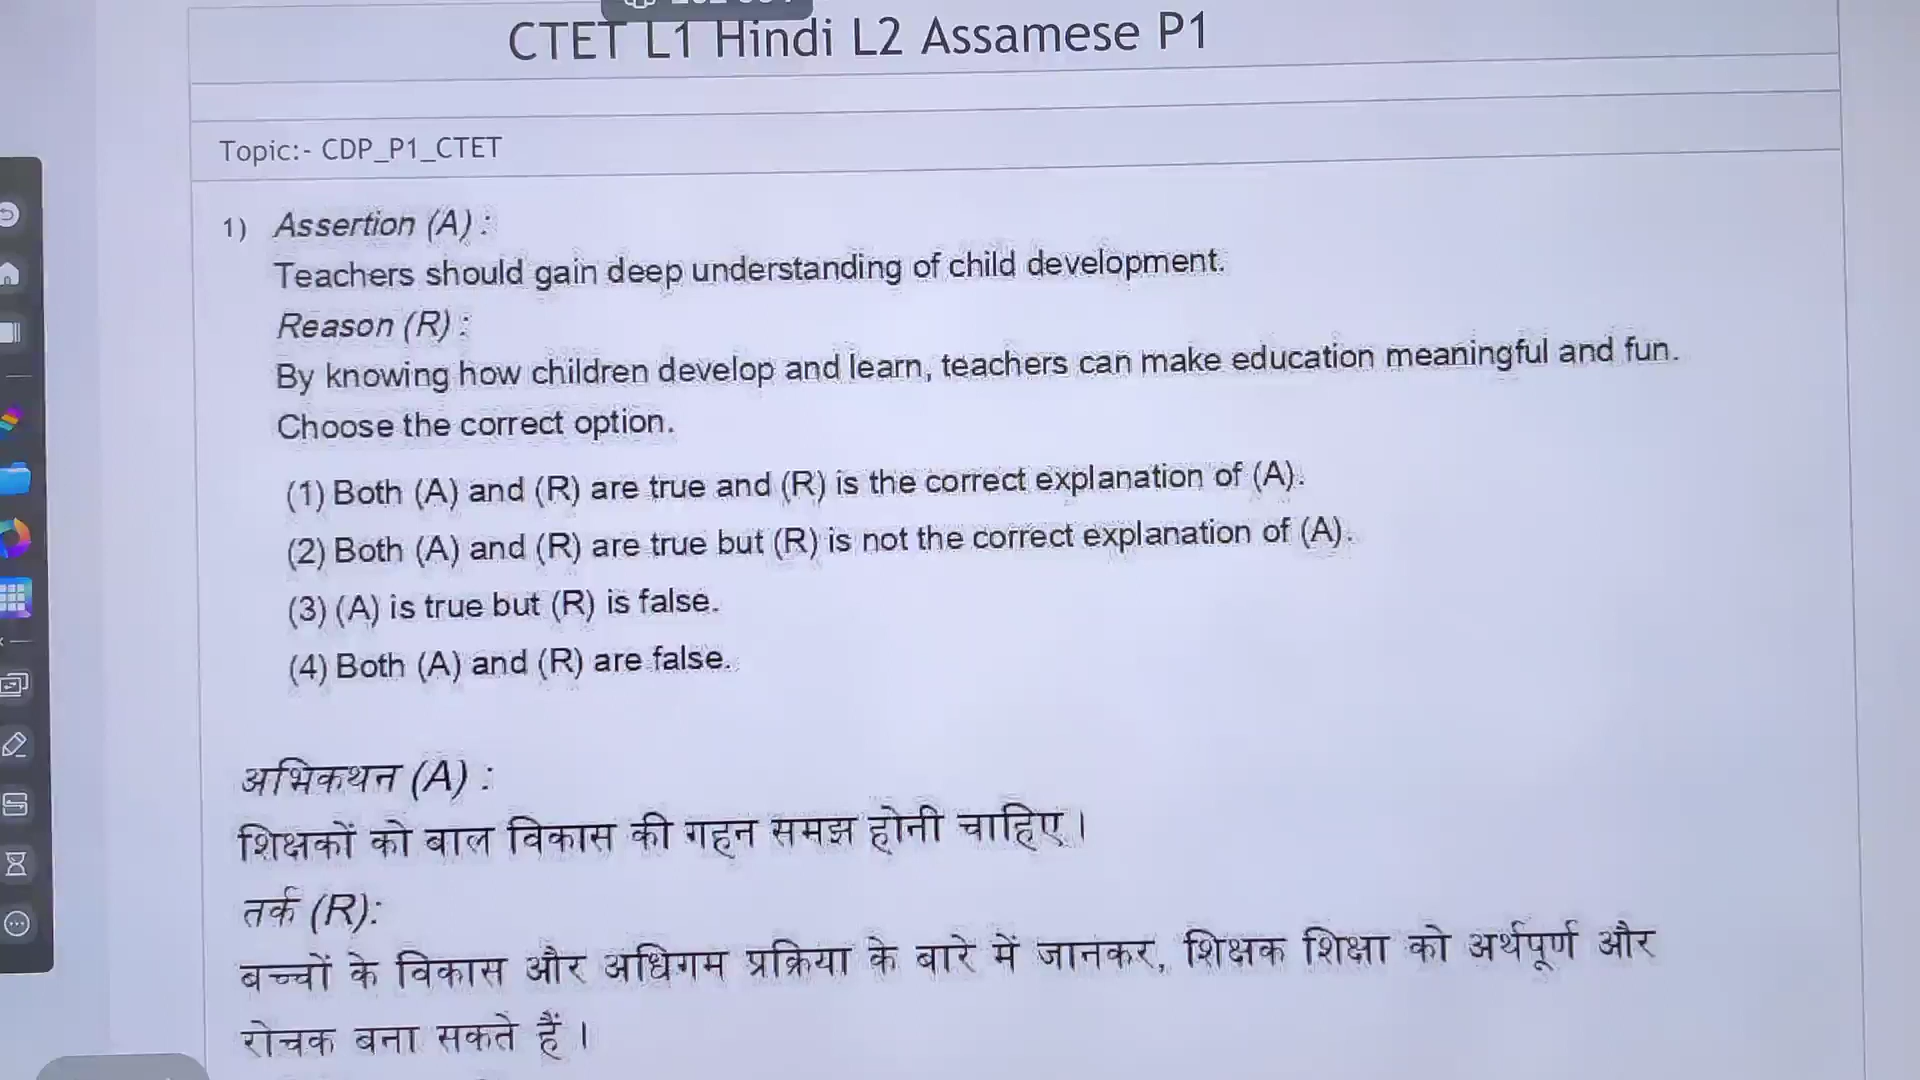 CTET L1 Hindi L2 Assamese P1
Topic:- CDP_P1_CTET
1) Assertion (A) :
Teachers should gain deep understanding of child development.
Reason (R) :
By knowing how children develop and learn, teachers can make education meaningful and fun.
Choose the correct option.
(1) Both (A) and (R) are true and (R) is the correct explanation of (A).
(2) Both (A) and (R) are true but (R) is not the correct explanation of (A).
(3) (A) is true but (R) is false.
(4) Both (A) and (R) are false.
अभिकथन (A) :
शिक्षकों को बाल विकास की गहन समझ होनी चाहिए।
तर्क (R):
बच्चों के विकास और अधिगम प्रक्रिया के बारे में जानकर, शिक्षक शिक्षा को अर्थपूर्ण और
रोचक बना सकते हैं ।